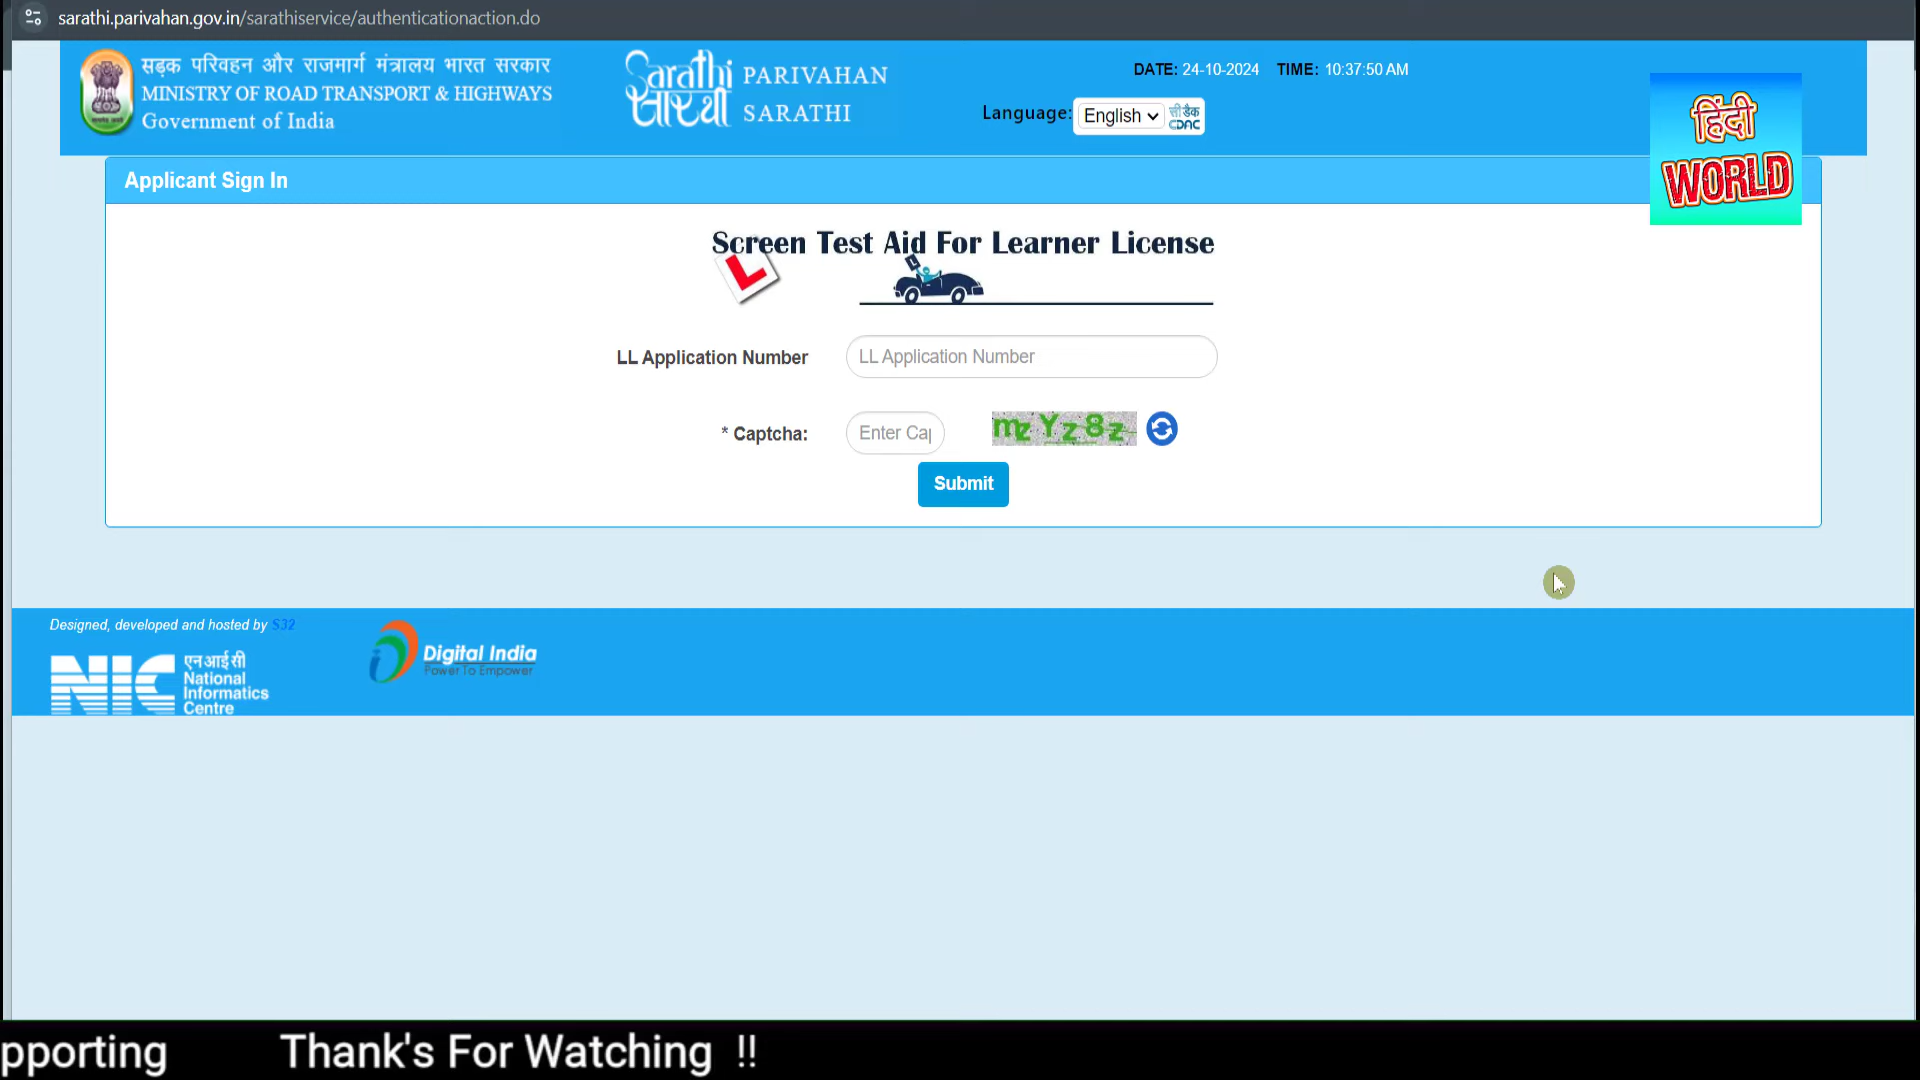 sarathi.parivahan.gov.in/sarathiservice/authenticationaction.do
सड़क परिवहन और राजमार्ग मंत्रालय भारत सरकार
MINISTRY OF ROAD TRANSPORT & HIGHWAYS
Government of India
Sarathi
सारथी
PARIVAHAN
SARATHI
DATE: 24-10-2024 TIME: 10:37:50 AM
Language: English
सीडैक
CDAC
हिंदी
WORLD
Applicant Sign In
Screen Test Aid For Learner License
L
LL Application Number LL Application Number
* Captcha: Enter Cap mzYz8z
Submit
Designed, developed and hosted by S32
NIC
एनआईसी
National
Informatics
Centre
Digital India
Power To Empower
pporting Thank's For Watching !!